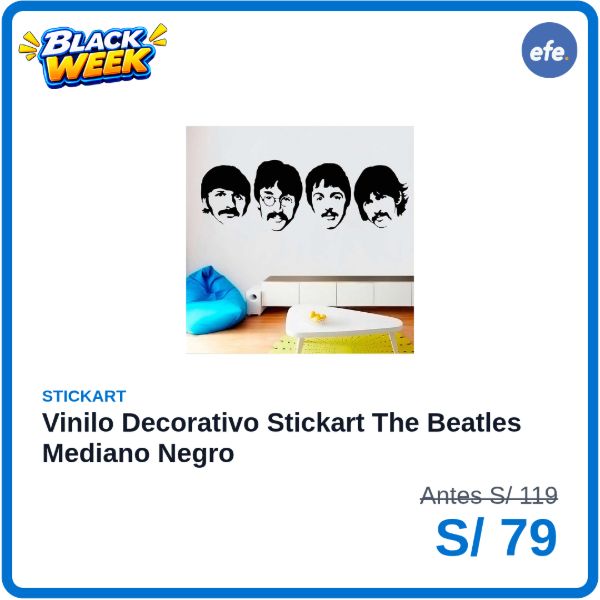 BLACK
WEEK
efe.
STICKART
Vinilo Decorativo Stickart The Beatles
Mediano Negro
Antes S/ 119
S/ 79